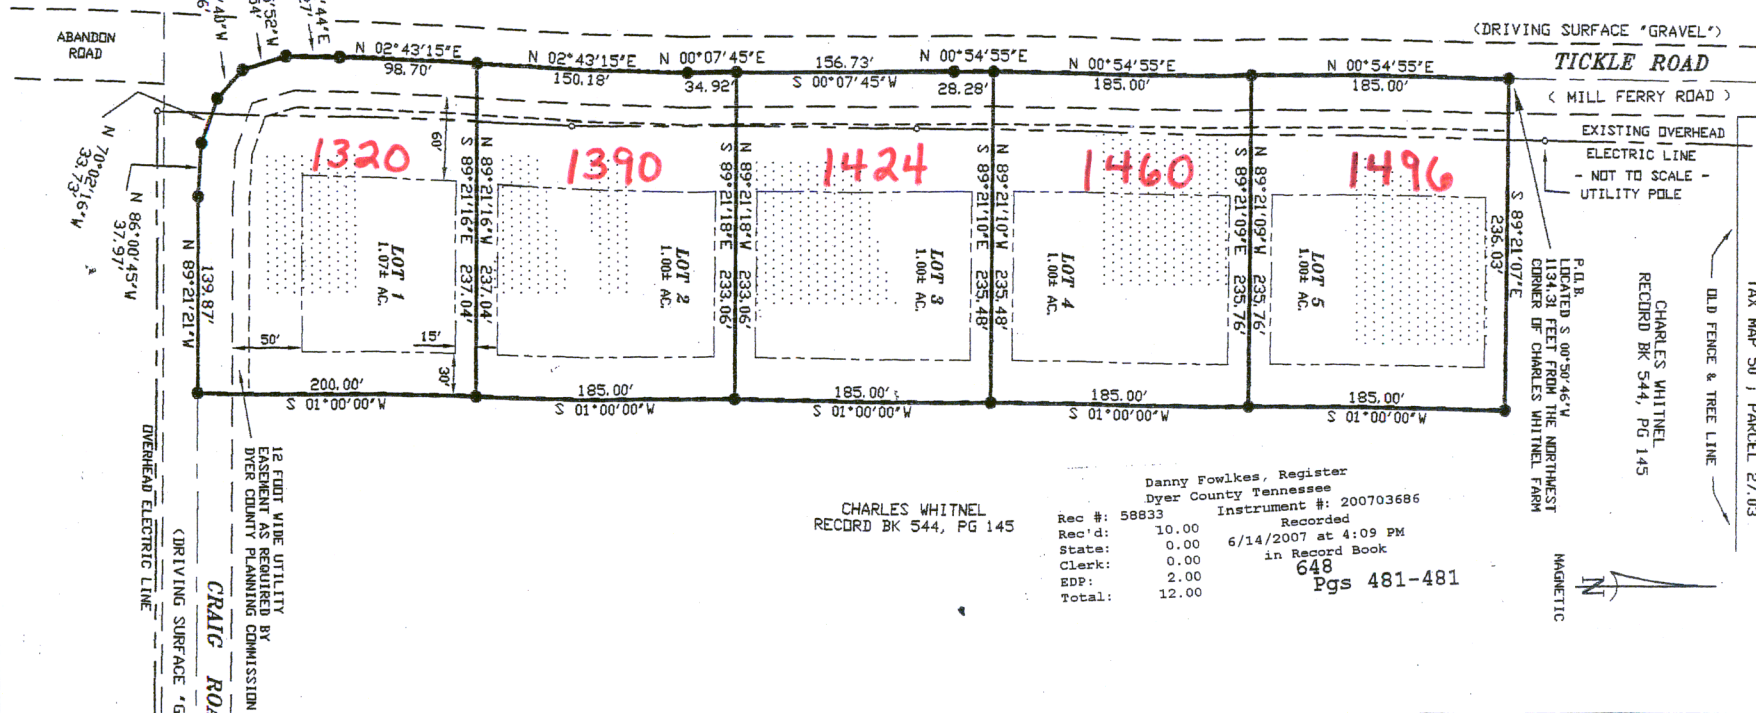 (DRIVING SURFACE "GRAVEL")
TICKLE ROAD
( MILL FERRY ROAD )
ABANDON
ROAD
N 02°43'15"E
98.70'
N 02°43'15"E
150.18'
N 00°07'45"E
34.92'
156.73'
S 00°07'45"W
N 00°54'55"E
28.28'
N 00°54'55"E
185.00'
N 00°54'55"E
185.00'
EXISTING OVERHEAD
ELECTRIC LINE
- NOT TO SCALE -
UTILITY POLE
1320
1390
1424
1460
1496
60'
N 70°02'16"W
33.73'
N 86°00'45"W
37.97'
139.87'
N 89°21'21"W
LOT 1
1.07± AC.
S 89°21'16"E 237.04'
N 89°21'16"W 237.04'
LOT 2
1.00± AC.
S 89°21'18"E 233.06'
N 89°21'18"W 233.06'
LOT 3
1.00± AC.
S 89°21'10"E 235.48'
N 89°21'10"W 235.48'
LOT 4
1.00± AC.
S 89°21'09"E 235.76'
N 89°21'09"W 235.76'
LOT 5
1.00± AC.
S 89°21'07"E
236.03'
P.O.B.
LOCATED S 00°50'46"W
1134.31 FEET FROM THE NORTHWEST
CORNER OF CHARLES WHITNEL FARM
CHARLES WHITNEL
RECORD BK 544, PG 145
OLD FENCE & TREE LINE
TAX MAP 50 , PARCEL 27.03
50'
15'
30'
200.00'
S 01°00'00"W
185.00'
S 01°00'00"W
185.00'
S 01°00'00"W
185.00'
S 01°00'00"W
185.00'
S 01°00'00"W
12 FOOT WIDE UTILITY
EASEMENT AS REQUIRED BY
DYER COUNTY PLANNING COMMISSION
OVERHEAD ELECTRIC LINE
CRAIG
(DRIVING SURFACE
CHARLES WHITNEL
RECORD BK 544, PG 145
Danny Fowlkes, Register
Dyer County Tennessee
Rec #: 58833 Instrument #: 200703686
Rec'd: 10.00 Recorded
State: 0.00 6/14/2007 at 4:09 PM
Clerk: 0.00 in Record Book
EDP: 2.00 648
Total: 12.00 Pgs 481-481
MAGNETIC
N